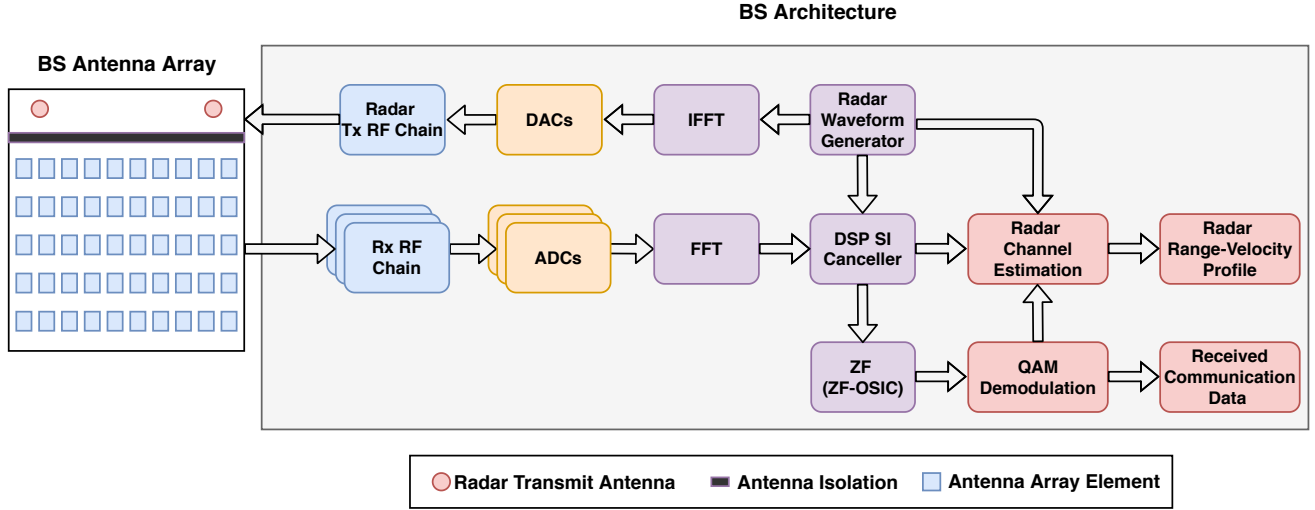 BS Architecture
BS Antenna Array
Radar
Tx RF Chain
DACs
IFFT
Radar
Waveform
Generator
Rx RF
Chain
ADCs
FFT
DSP SI
Canceller
Radar
Channel
Estimation
Radar
Range-Velocity
Profile
ZF
(ZF-OSIC)
QAM
Demodulation
Received
Communication
Data
Radar Transmit Antenna
Antenna Isolation
Antenna Array Element